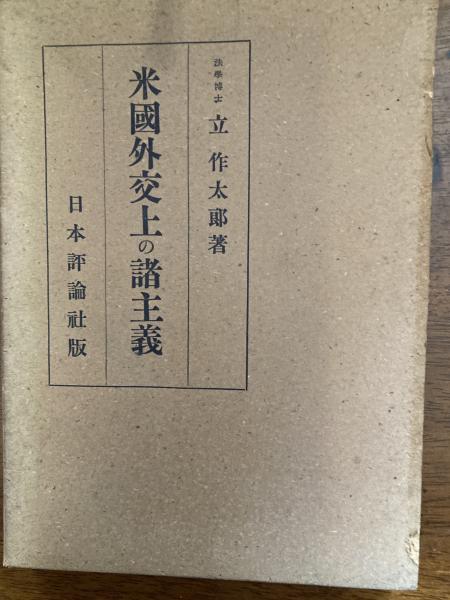 法學博士 立作太郞著
米國外交上の諸主義
日本評論社版